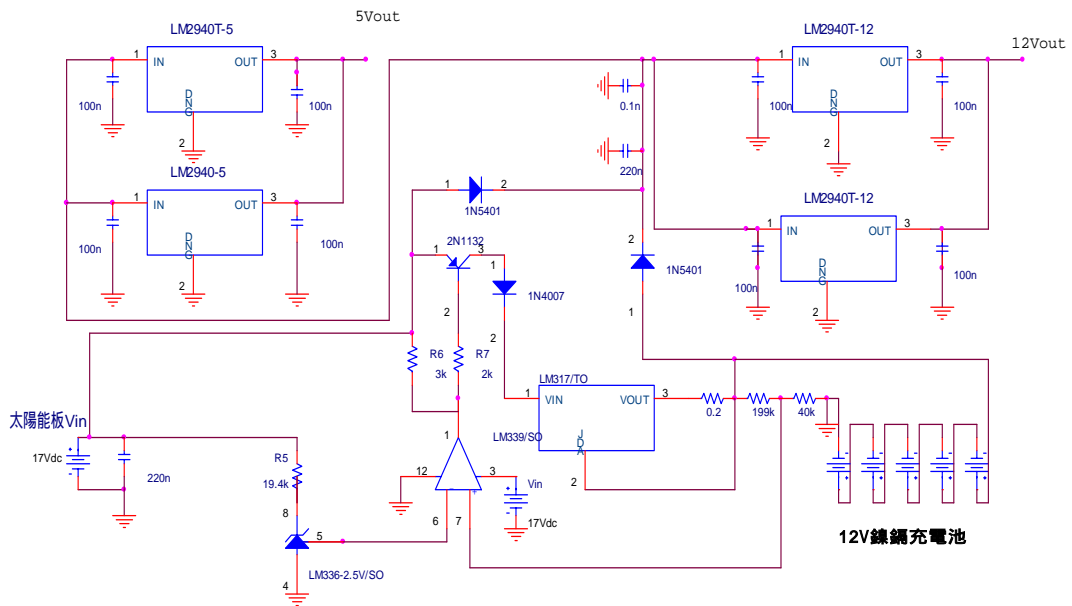 5Vout
12Vout
LM2940T-5
LM2940T-12
1
IN
OUT
3
1
IN
OUT
3
GND
GND
100n
100n
0.1n
100n
100n
2
2
220n
LM2940-5
LM2940T-12
1
IN
OUT
3
1
2
1
IN
OUT
3
1N5401
GND
GND
100n
100n
2N1132
1
3
2
1N5401
100n
100n
2
1
1N4007
2
2
2
1
R6
3k
R7
2k
LM317/TO
1
VIN
VOUT
3
0.2
199k
40k
ADJ
2
太陽能板Vin
17Vdc
220n
R5
19.4k
LM339/SO
1
12
3
Vin
17Vdc
-
+
6
7
8
5
4
LM336-2.5V/SO
12V鎳鎘充電池